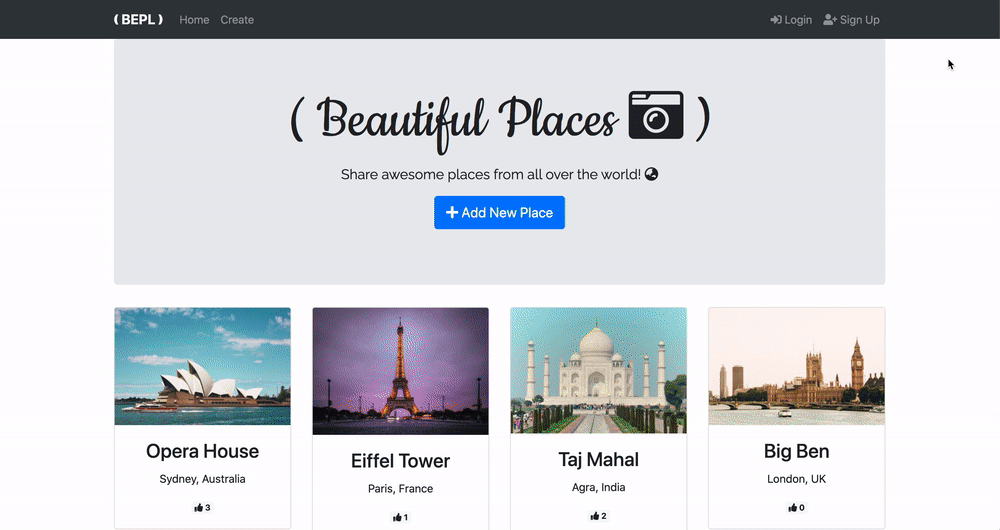 ( BEPL ) Home Create Login Sign Up
( Beautiful Places )
Share awesome places from all over the world!
Add New Place
Opera House
Sydney, Australia
3
Eiffel Tower
Paris, France
1
Taj Mahal
Agra, India
2
Big Ben
London, UK
0